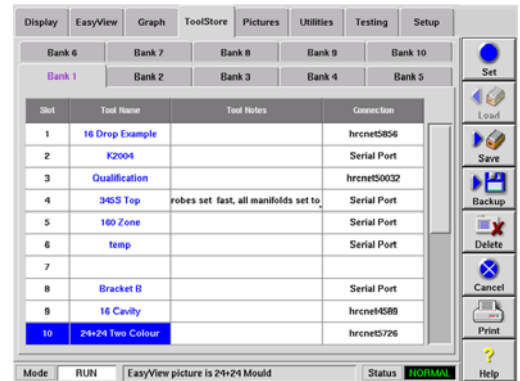 Display EasyView Graph ToolStore Pictures Utilities Testing Setup
Bank 6 Bank 7 Bank 8 Bank 9 Bank 10
Bank 1 Bank 2 Bank 3 Bank 4 Bank 5
Slot Tool Name Tool Notes Connection
1 16 Drop Example hrcnet5856
2 K2004 Serial Port
3 Qualification hrcnet50032
4 345S Top robes set fast, all manifolds set to Serial Port
5 160 Zone Serial Port
6 temp Serial Port
7
8 Bracket B Serial Port
9 16 Cavity hrcnet4589
10 24+24 Two Colour hrcnet5726
Set
Load
Save
Backup
Delete
Cancel
Print
?
Help
Mode RUN EasyView picture is 24+24 Mould Status NORMAL